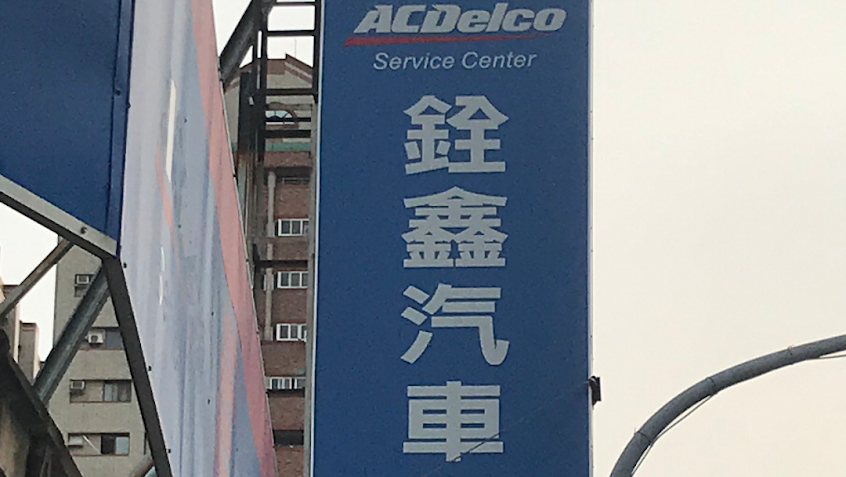 ACDelco
Service Center
銓鑫汽車